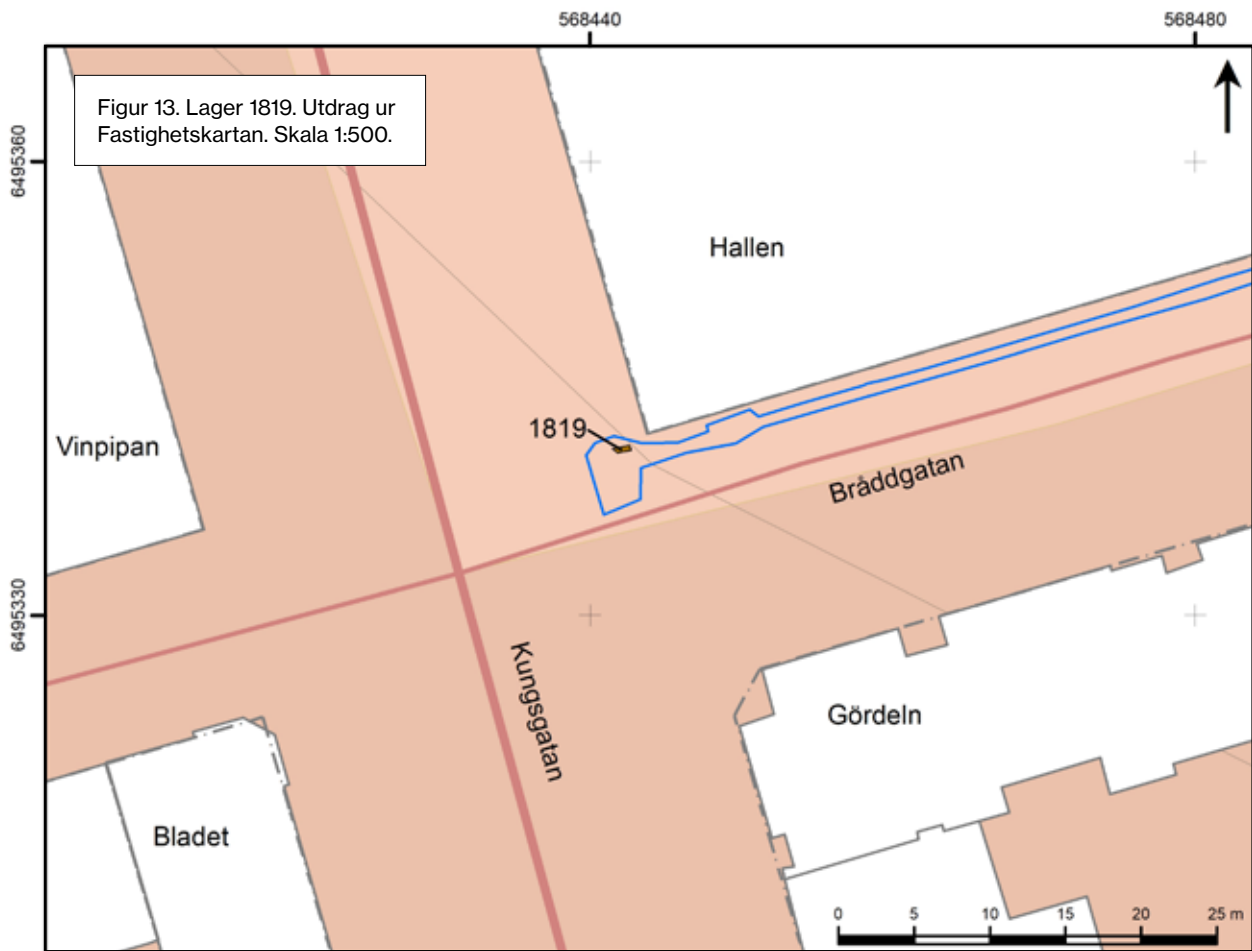 568440
568480
Figur 13. Lager 1819. Utdrag ur
Fastighetskartan. Skala 1:500.
6495360
Hallen
1819
Vinpipan
Bråddgatan
6495330
Kungsgatan
Gördeln
Bladet
0 5 10 15 20 25 m